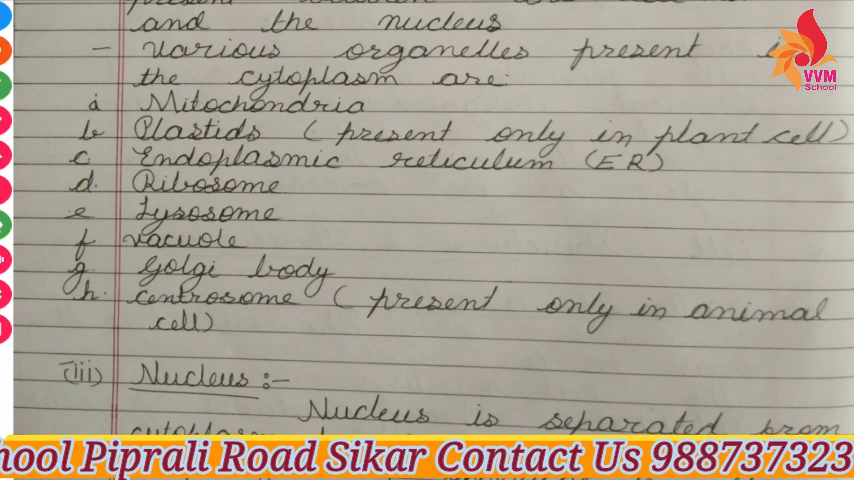 and the nucleus
- Various organelles present i
the cytoplasm are:
a Mitochondria
b Plastids ( present only in plant cell)
c. Endoplasmic reticulum (ER)
d. Ribosome
e Lysosome
f vacuole
g. Golgi body
h. centrosome ( present only in animal
cell)
(iii) Nucleus :-
Nucleus is separated from
VVM
School
hool Piprali Road Sikar Contact Us 988737323